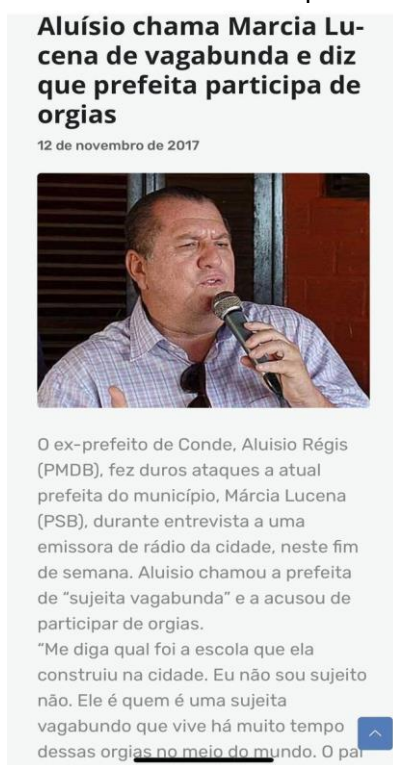 Aluísio chama Marcia Lu-
cena de vagabunda e diz
que prefeita participa de
orgias
12 de novembro de 2017
O ex-prefeito de Conde, Aluisio Régis
(PMDB), fez duros ataques a atual
prefeita do município, Márcia Lucena
(PSB), durante entrevista a uma
emissora de rádio da cidade, neste fim
de semana. Aluisio chamou a prefeita
de “sujeita vagabunda” e a acusou de
participar de orgias.
“Me diga qual foi a escola que ela
construiu na cidade. Eu não sou sujeito
não. Ele é quem é uma sujeita
vagabundo que vive há muito tempo
dessas orgias no meio do mundo. O